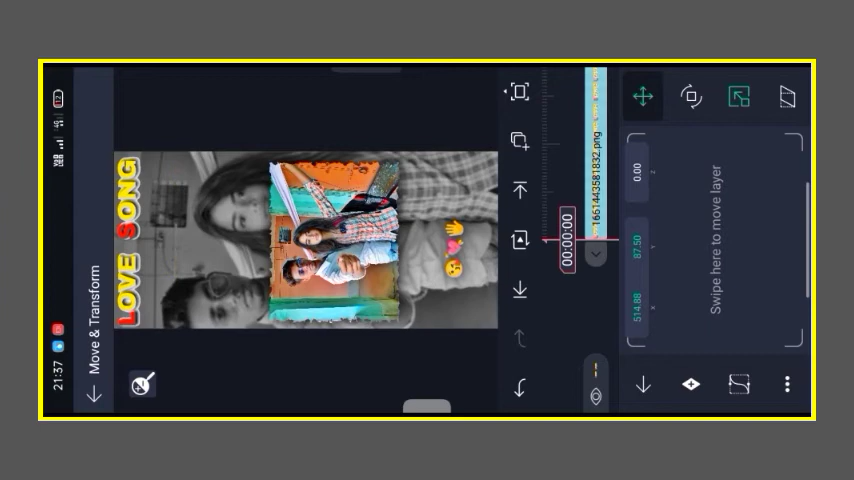 21:37
Move & Transform
LOVE SONG
00:00:00
1661443581832.png
514.88
87.50
0.00
X
Y
Z
Swipe here to move layer